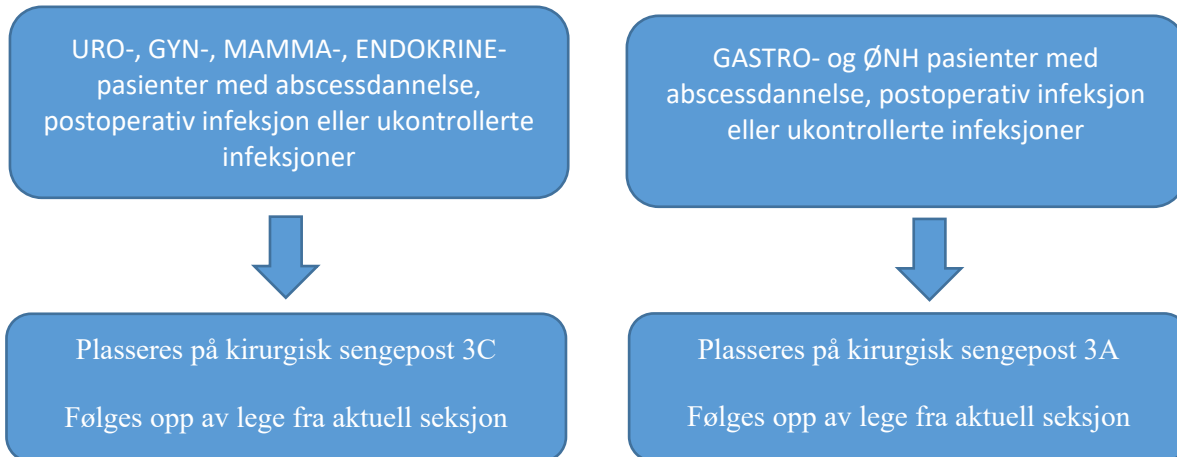 URO-, GYN-, MAMMA-, ENDOKRINE-
pasienter med abscessdannelse,
postoperativ infeksjon eller ukontrollerte
infeksjoner
GASTRO- og ØNH pasienter med
abscessdannelse, postoperativ infeksjon
eller ukontrollerte infeksjoner
Plasseres på kirurgisk sengepost 3C
Følges opp av lege fra aktuell seksjon
Plasseres på kirurgisk sengepost 3A
Følges opp av lege fra aktuell seksjon